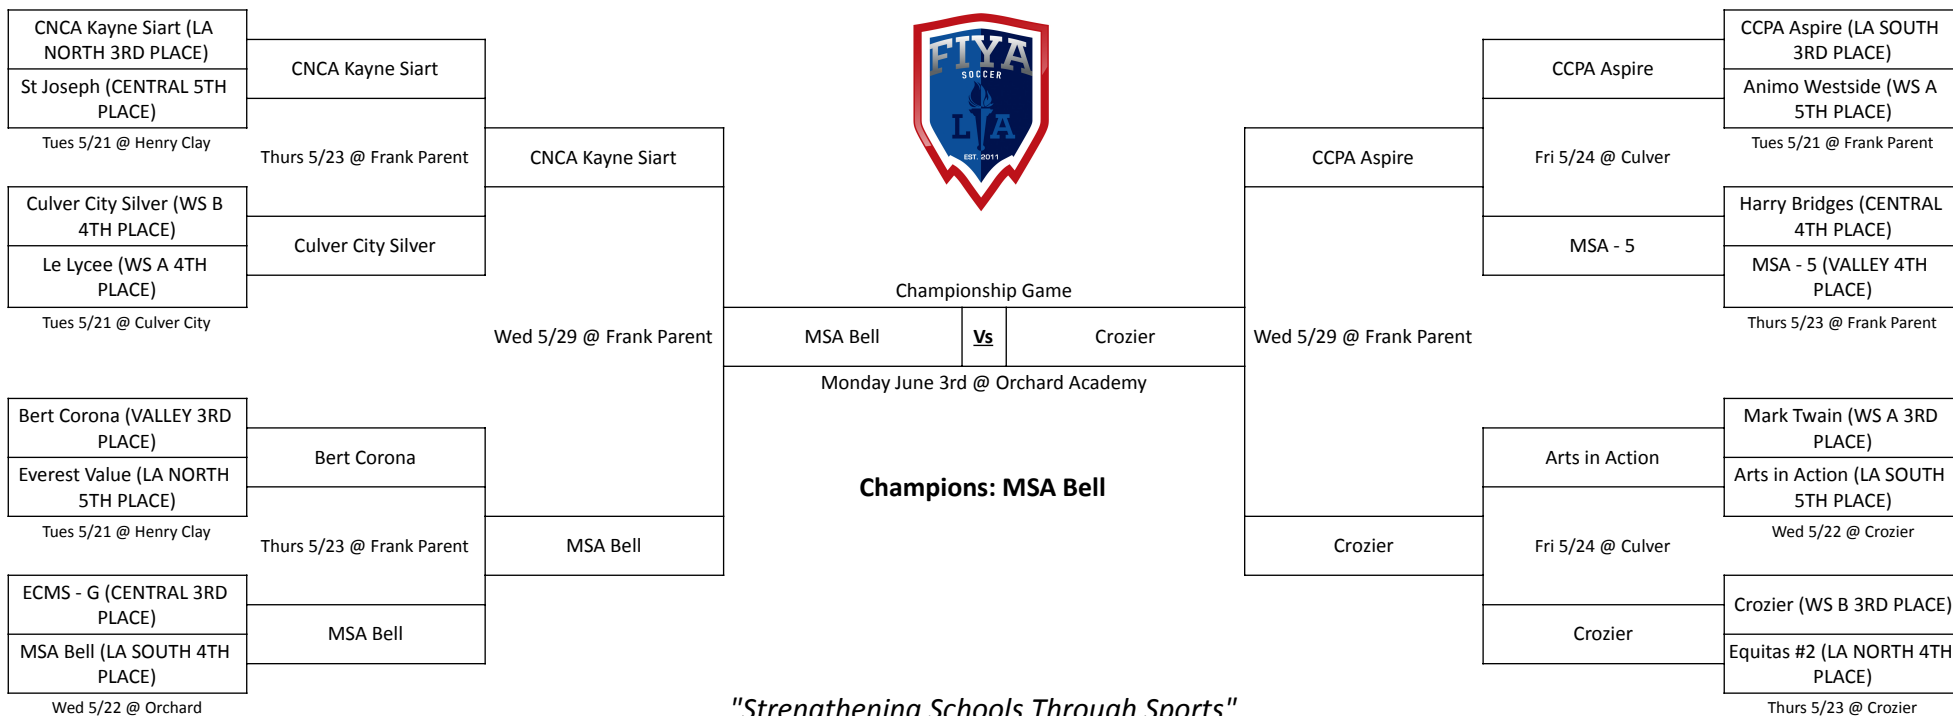 CNCA Kayne Siart (LA
NORTH 3RD PLACE)
St Joseph (CENTRAL 5TH
PLACE)
Tues 5/21 @ Henry Clay
Culver City Silver (WS B
4TH PLACE)
Le Lycee (WS A 4TH
PLACE)
Tues 5/21 @ Culver City
Bert Corona (VALLEY 3RD
PLACE)
Everest Value (LA NORTH
5TH PLACE)
Tues 5/21 @ Henry Clay
ECMS - G (CENTRAL 3RD
PLACE)
MSA Bell (LA SOUTH 4TH
PLACE)
Wed 5/22 @ Orchard
CNCA Kayne Siart
Thurs 5/23 @ Frank Parent
Culver City Silver
Bert Corona
Thurs 5/23 @ Frank Parent
MSA Bell
CNCA Kayne Siart
Wed 5/29 @ Frank Parent
MSA Bell
FIYA
SOCCER
LA
EST. 2011
Championship Game
MSA Bell
Vs
Crozier
Monday June 3rd @ Orchard Academy
Champions: MSA Bell
"Strengthening Schools Through Sports"
CCPA Aspire
Wed 5/29 @ Frank Parent
Crozier
CCPA Aspire
Fri 5/24 @ Culver
MSA - 5
Arts in Action
Fri 5/24 @ Culver
Crozier
CCPA Aspire (LA SOUTH
3RD PLACE)
Animo Westside (WS A
5TH PLACE)
Tues 5/21 @ Frank Parent
Harry Bridges (CENTRAL
4TH PLACE)
MSA - 5 (VALLEY 4TH
PLACE)
Thurs 5/23 @ Frank Parent
Mark Twain (WS A 3RD
PLACE)
Arts in Action (LA SOUTH
5TH PLACE)
Wed 5/22 @ Crozier
Crozier (WS B 3RD PLACE)
Equitas #2 (LA NORTH 4TH
PLACE)
Thurs 5/23 @ Crozier